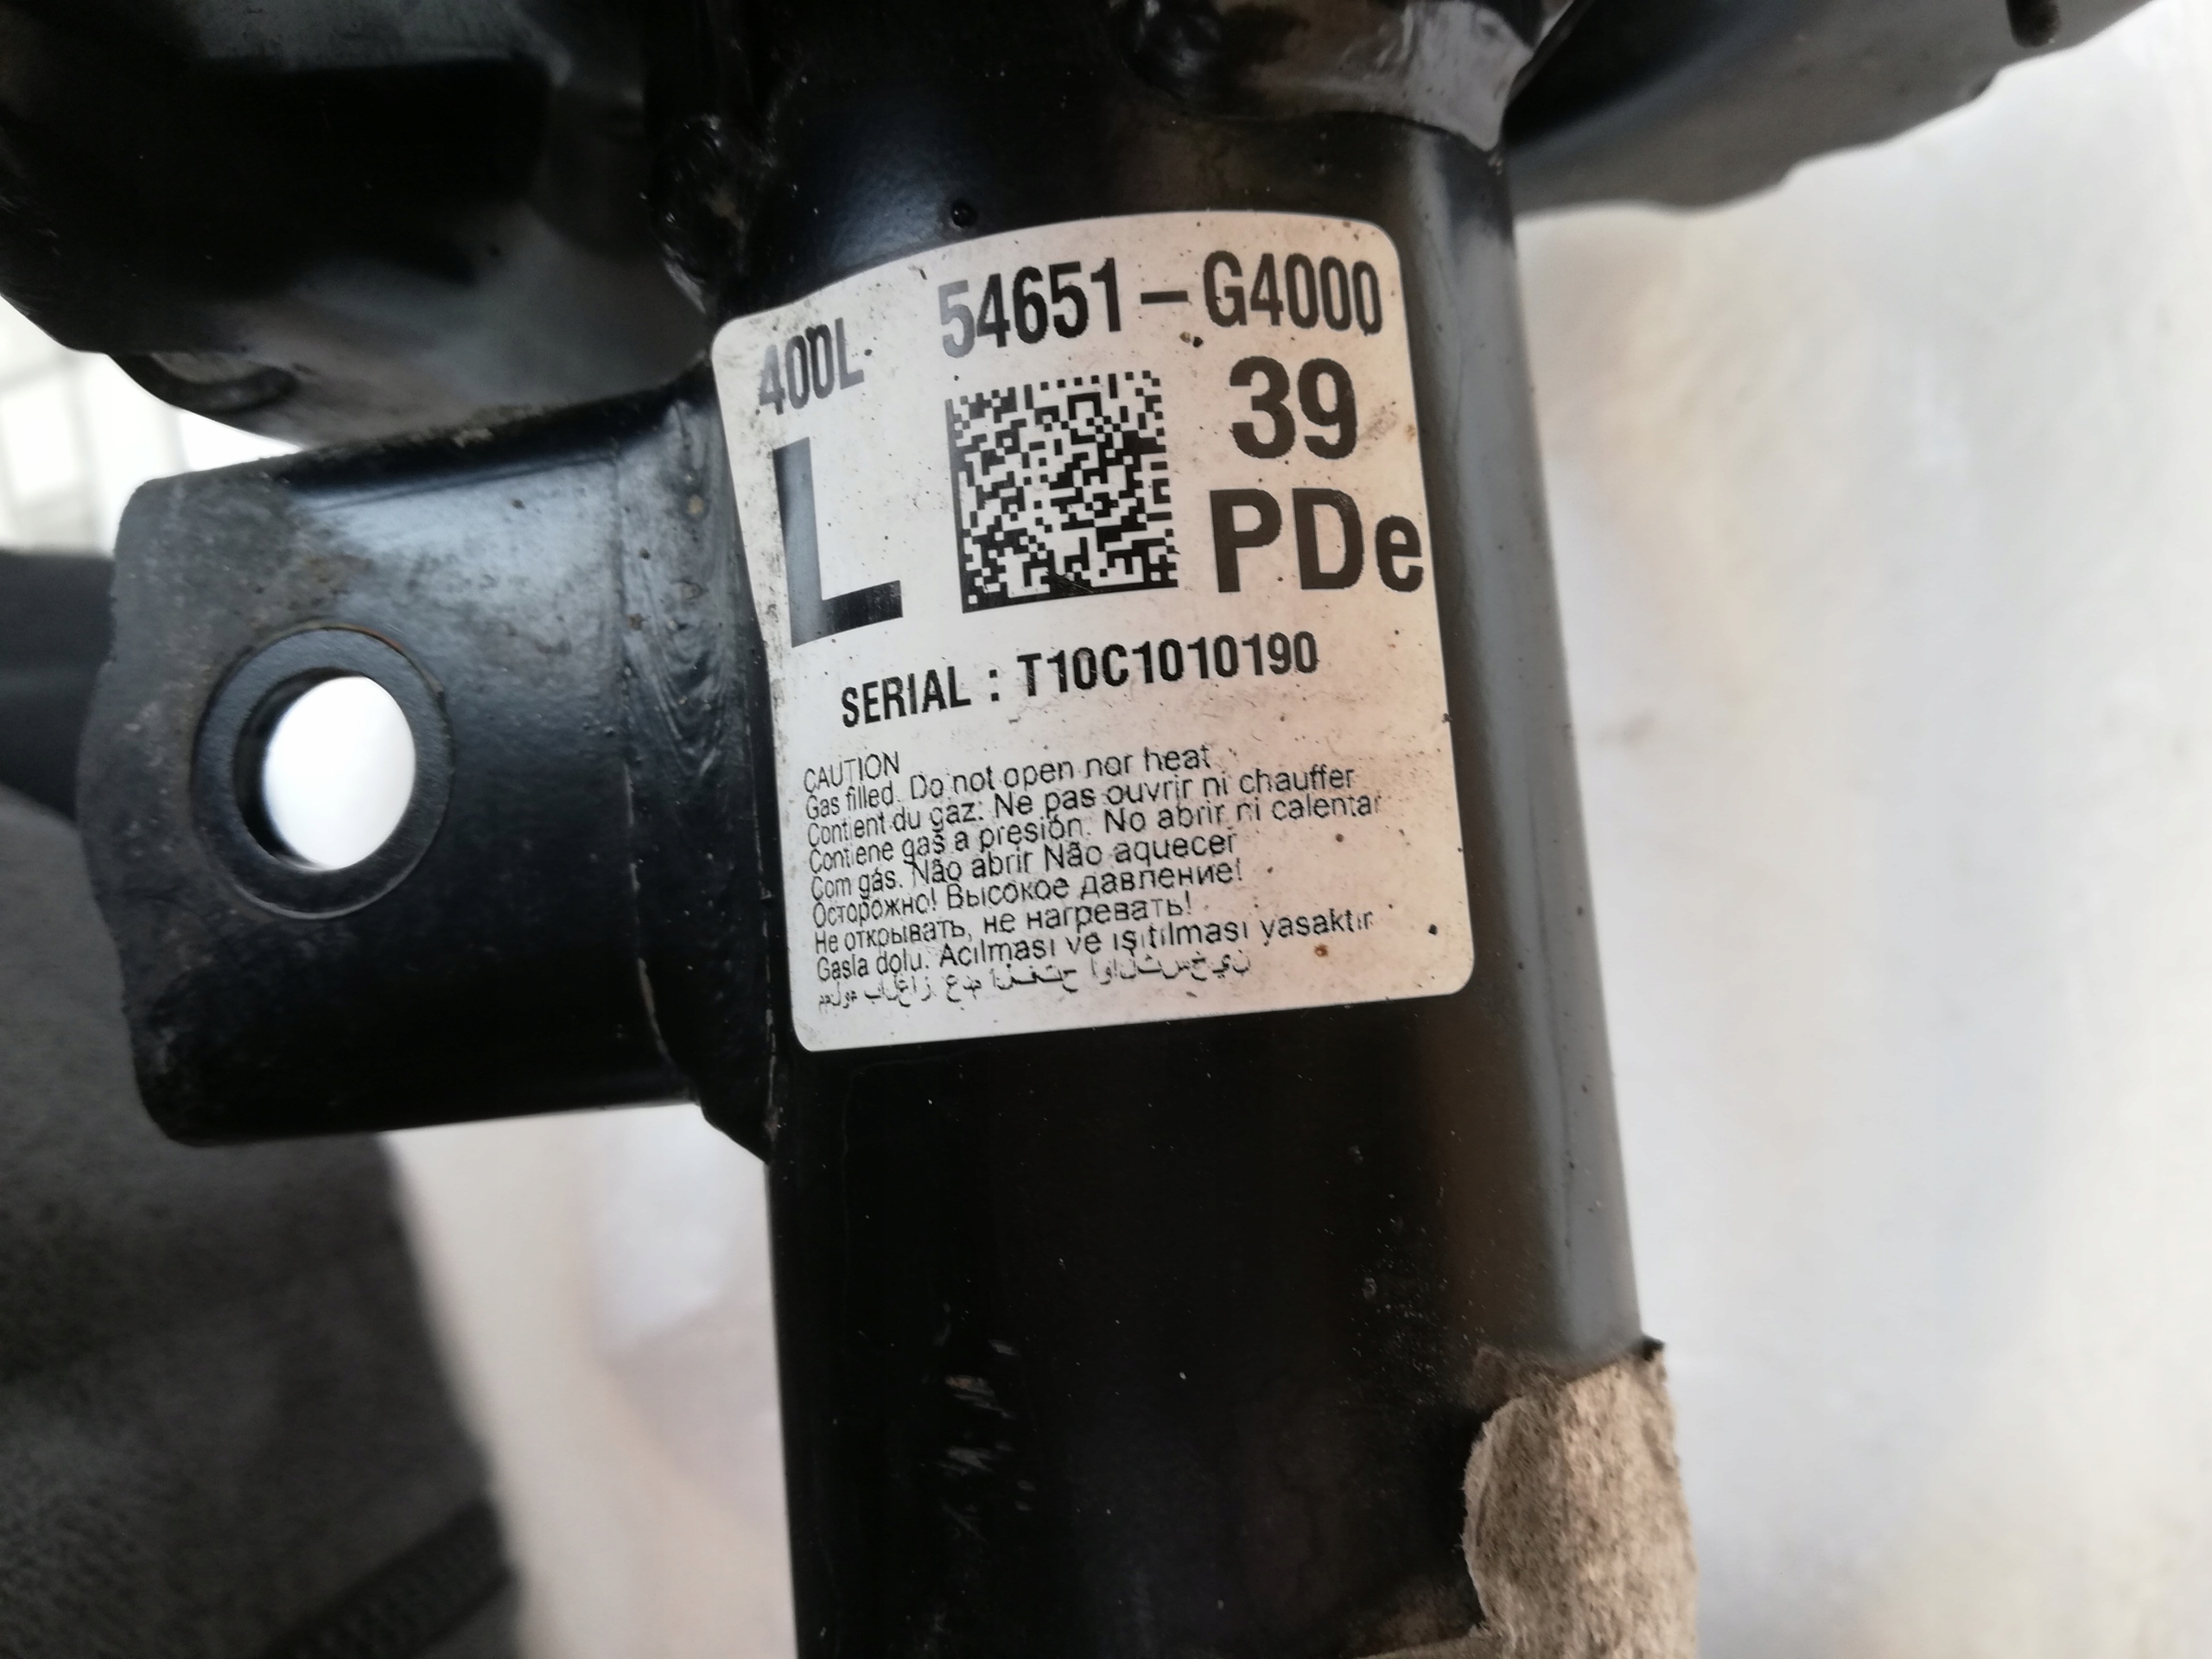 400L 54651-G4000
L 39
PDe
SERIAL : T10C1010190
CAUTION
Gas filled. Do not open nor heat
Contient du gaz. Ne pas ouvrir ni chauffer
Contiene gas a presión. No abrir ni calentar
Com gás. Não abrir Não aquecer
Осторожно! Высокое давление!
Не открывать, не нагревать!
Gasla dolu. Acılması ve ısıtılması yasaktır